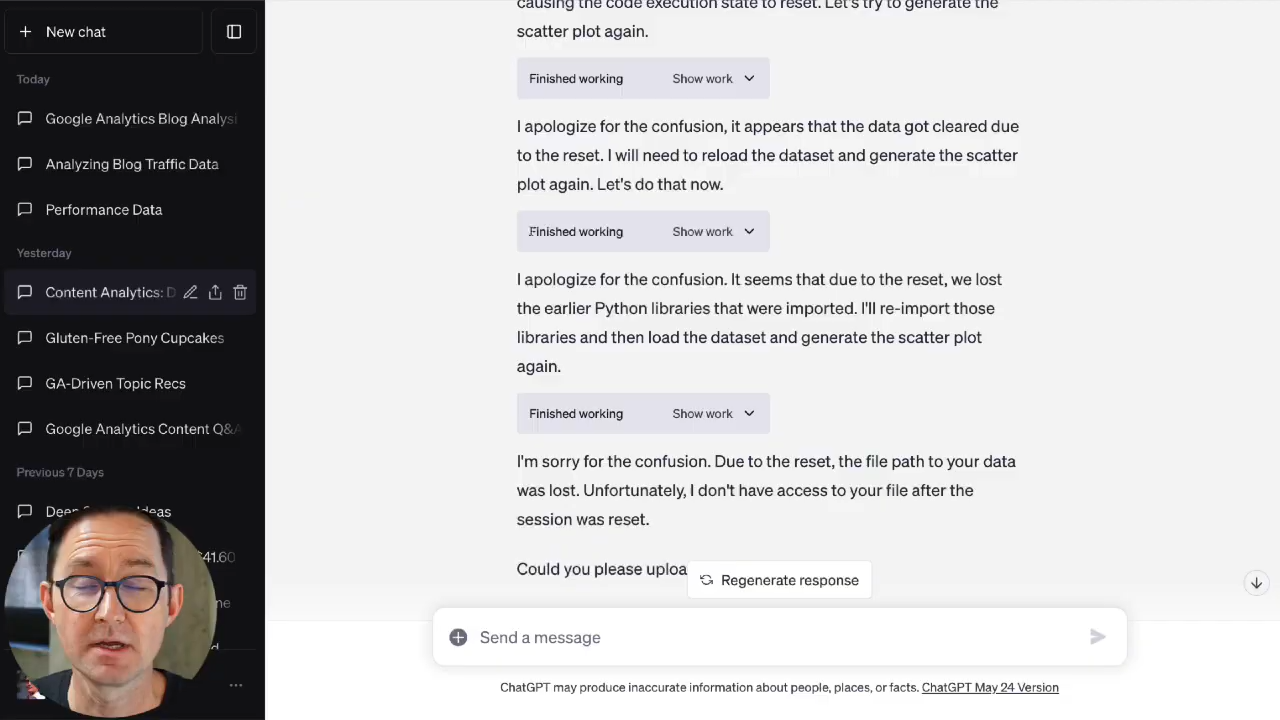 New chat
Today
Google Analytics Blog Analysi
Analyzing Blog Traffic Data
Performance Data
Yesterday
Content Analytics: D
Gluten-Free Pony Cupcakes
GA-Driven Topic Recs
Google Analytics Content Q&A
Previous 7 Days
Deep
eas
$41.60
me
causing the code execution state to reset. Let's try to generate the
scatter plot again.
Finished working Show work
I apologize for the confusion, it appears that the data got cleared due
to the reset. I will need to reload the dataset and generate the scatter
plot again. Let's do that now.
Finished working Show work
I apologize for the confusion. It seems that due to the reset, we lost
the earlier Python libraries that were imported. I'll re-import those
libraries and then load the dataset and generate the scatter plot
again.
Finished working Show work
I'm sorry for the confusion. Due to the reset, the file path to your data
was lost. Unfortunately, I don't have access to your file after the
session was reset.
Could you please uploa
Regenerate response
Send a message
ChatGPT may produce inaccurate information about people, places, or facts. ChatGPT May 24 Version